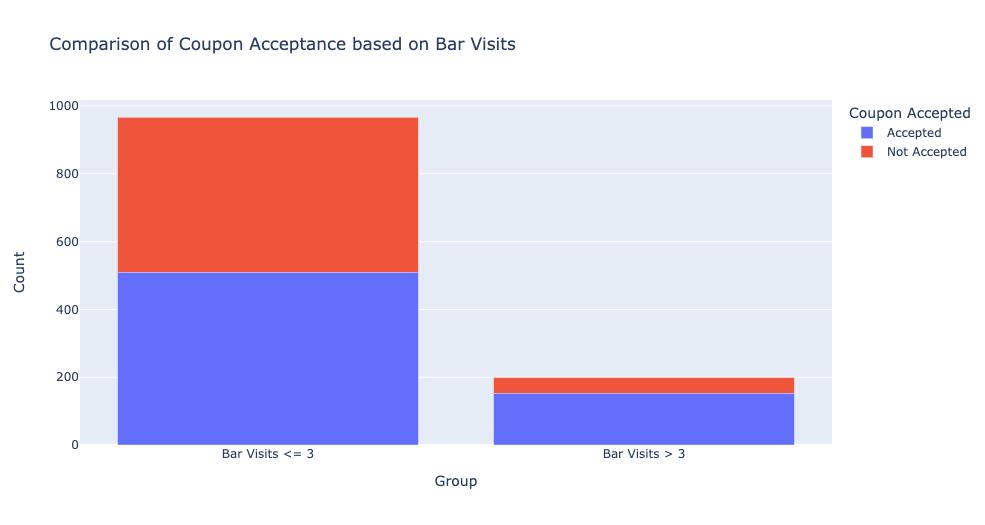 Comparison of Coupon Acceptance based on Bar Visits
Coupon Accepted
Accepted
Not Accepted
1000
800
600
400
200
0
Count
Bar Visits <= 3
Bar Visits > 3
Group